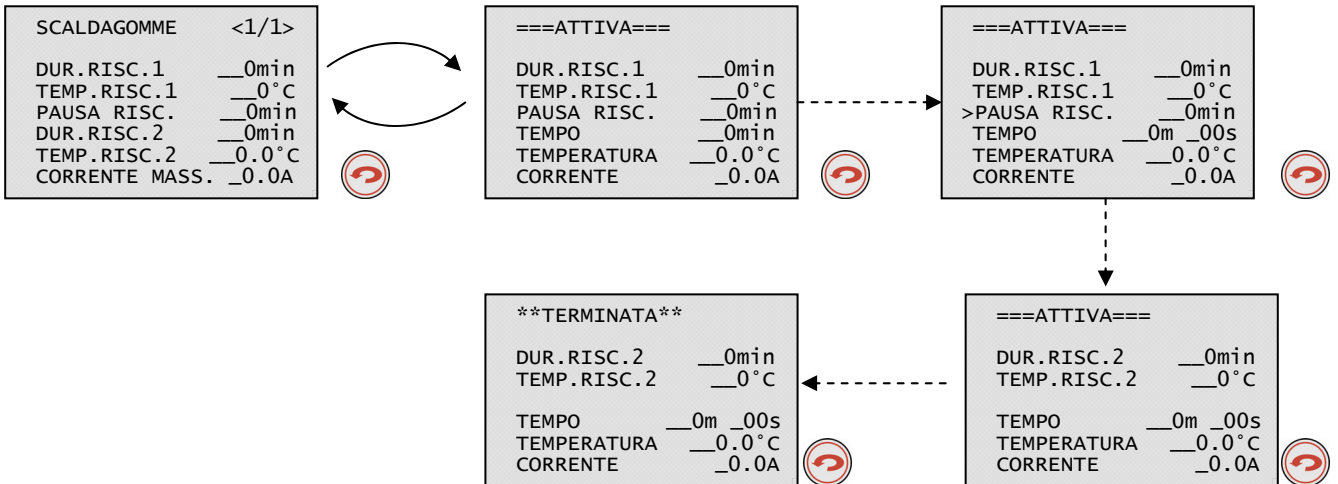 SCALDAGOMME <1/1>
DUR.RISC.1 __0min
TEMP.RISC.1 __0°C
PAUSA RISC. __0min
DUR.RISC.2 __0min
TEMP.RISC.2 __0.0°C
CORRENTE MASS. _0.0A
===ATTIVA===
DUR.RISC.1 __0min
TEMP.RISC.1 __0°C
PAUSA RISC. __0min
TEMPO __0min
TEMPERATURA __0.0°C
CORRENTE _0.0A
===ATTIVA===
DUR.RISC.1 __0min
TEMP.RISC.1 __0°C
>PAUSA RISC. __0min
TEMPO __0m _00s
TEMPERATURA __0.0°C
CORRENTE _0.0A
**TERMINATA**
DUR.RISC.2 __0min
TEMP.RISC.2 __0°C
TEMPO __0m _00s
TEMPERATURA __0.0°C
CORRENTE _0.0A
===ATTIVA===
DUR.RISC.2 __0min
TEMP.RISC.2 __0°C
TEMPO __0m _00s
TEMPERATURA __0.0°C
CORRENTE _0.0A